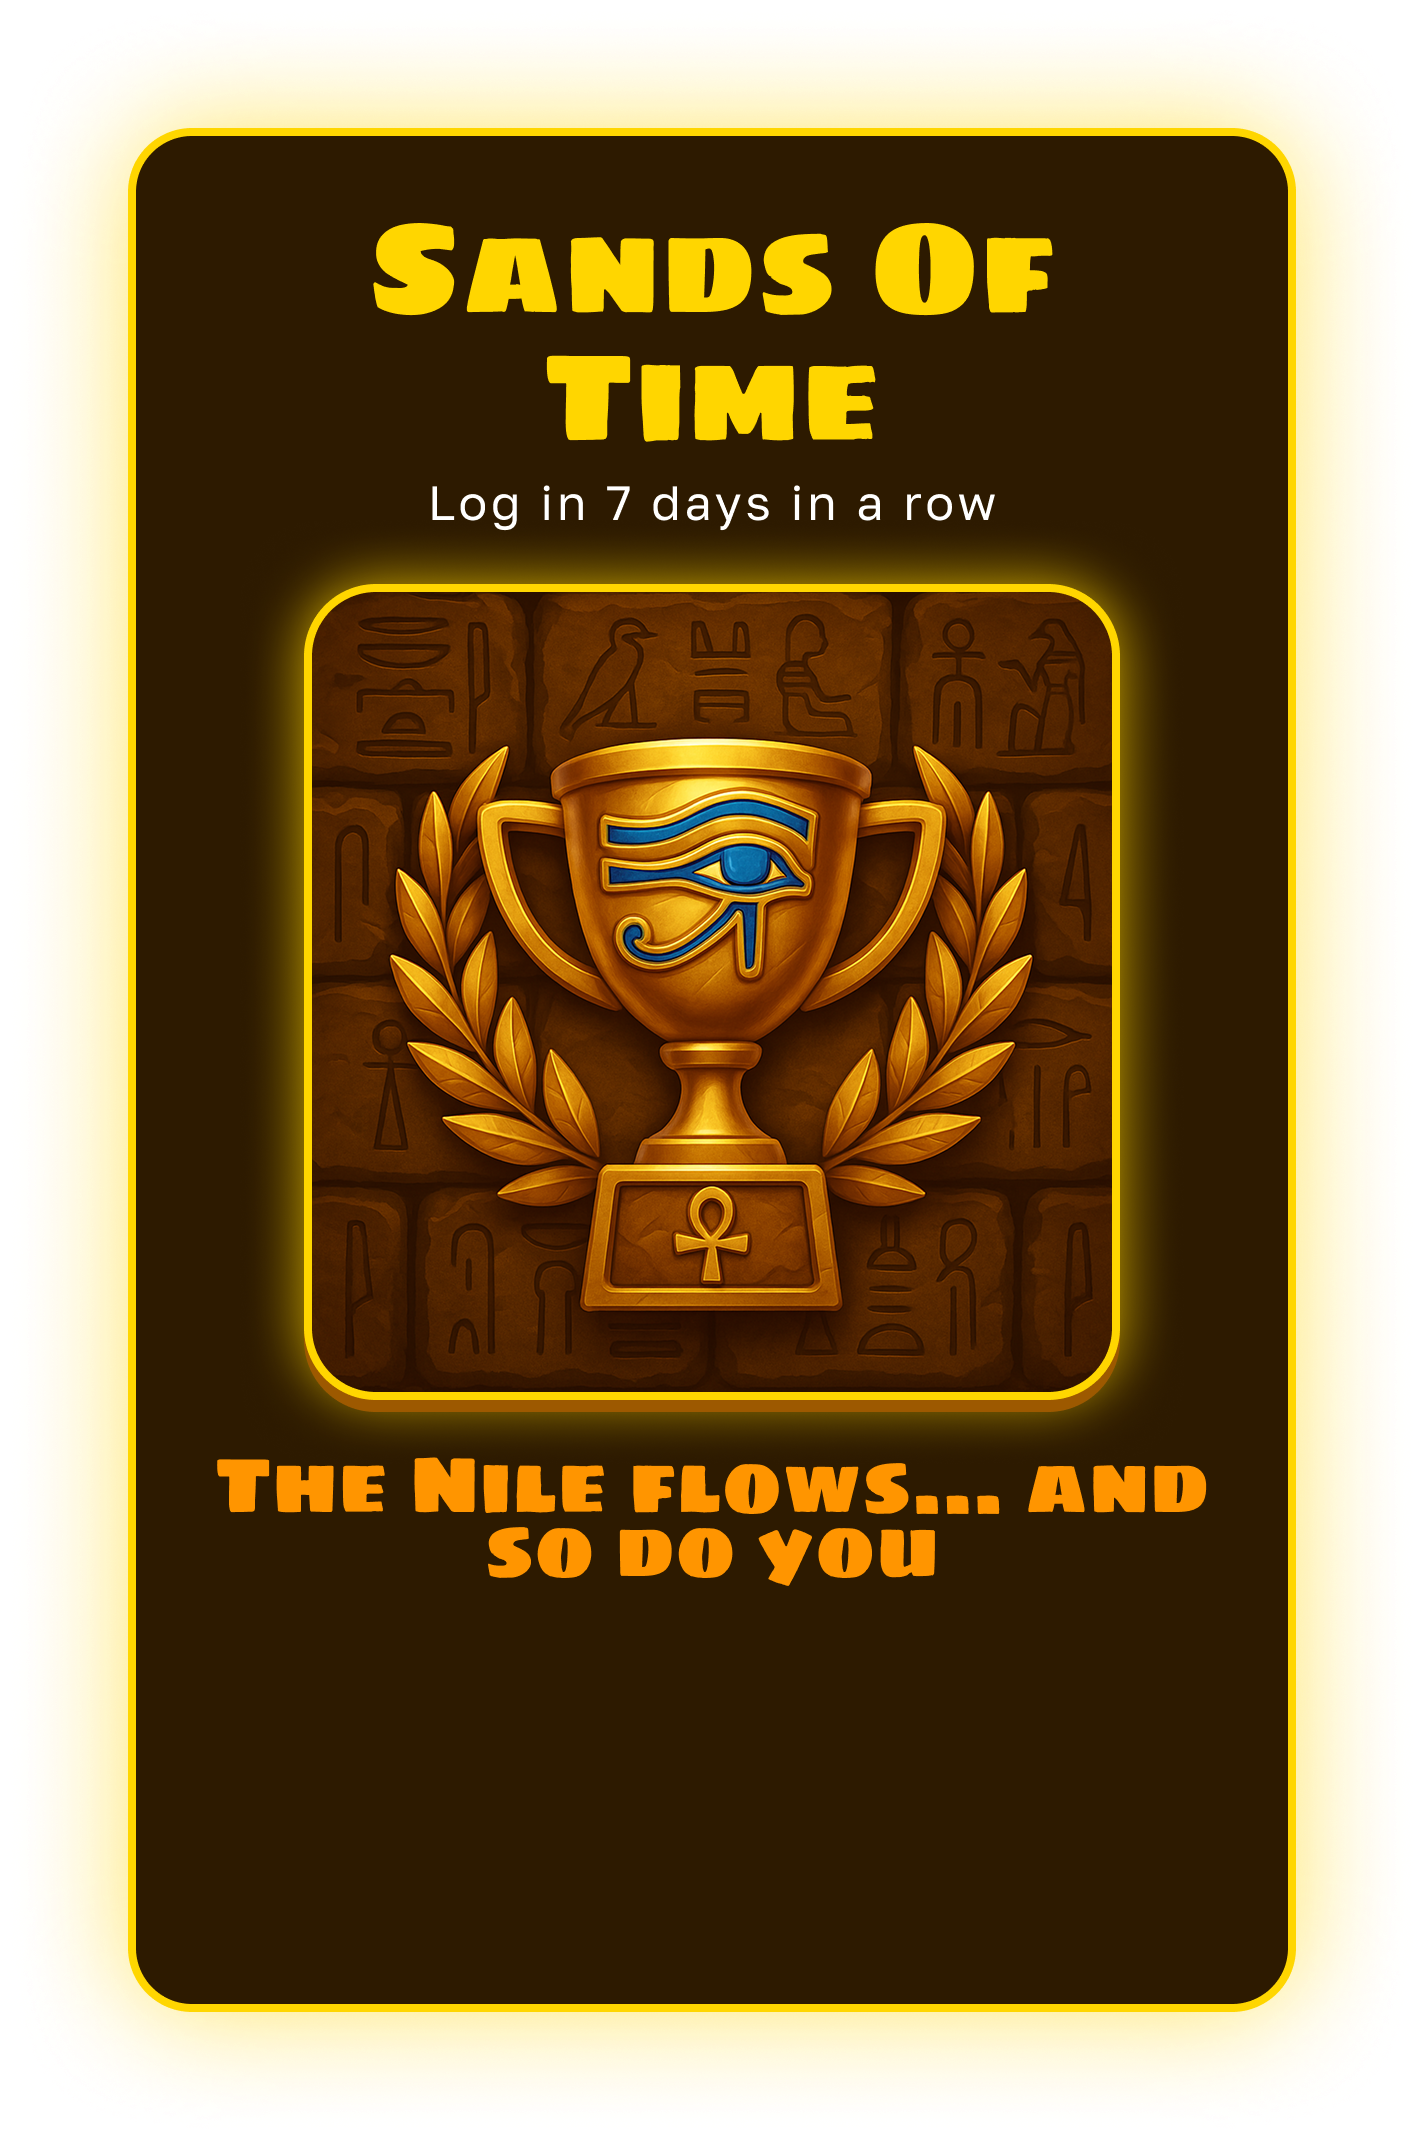 Sands Of
Time
Log in 7 days in a row
The Nile flows... and
so do you